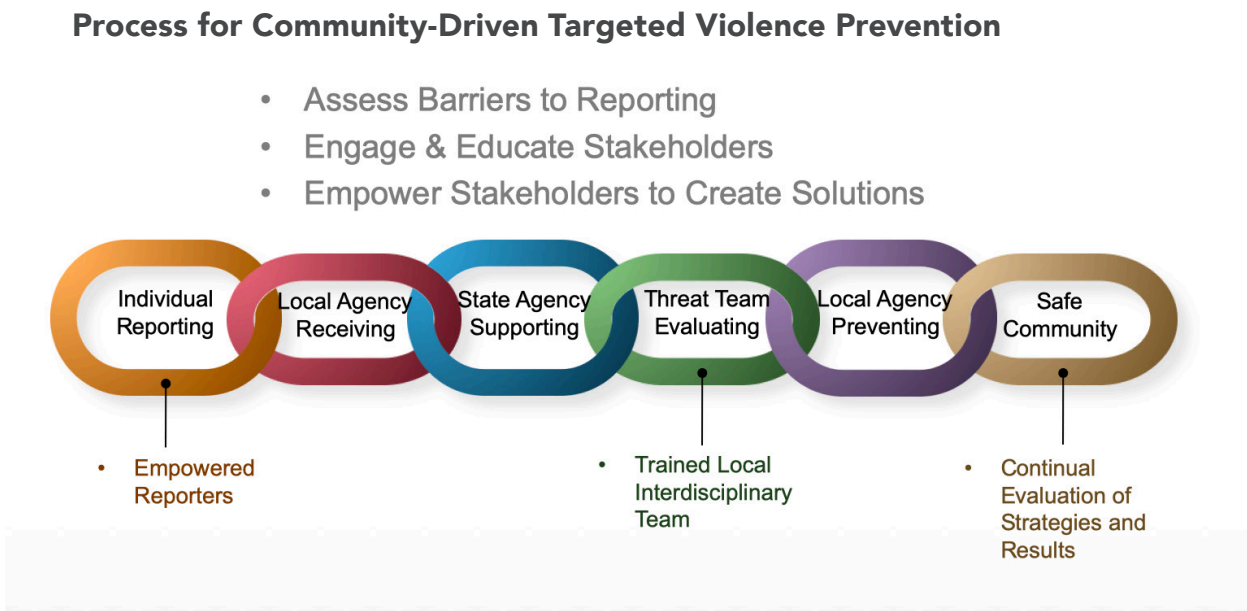 Process for Community-Driven Targeted Violence Prevention
• Assess Barriers to Reporting
• Engage & Educate Stakeholders
• Empower Stakeholders to Create Solutions
Individual
Reporting
Local Agency
Receiving
State Agency
Supporting
Threat Team
Evaluating
Local Agency
Preventing
Safe
Community
• Empowered
Reporters
• Trained Local
Interdisciplinary
Team
• Continual
Evaluation of
Strategies and
Results